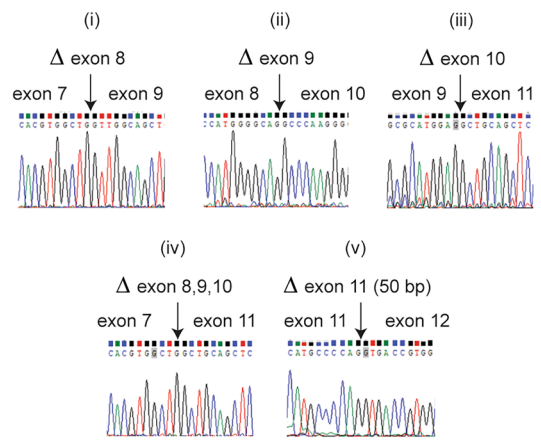 (i)
Δ exon 8
exon 7 exon 9
CACGTGGCTGGTTGGCAGCT
(ii)
Δ exon 9
exon 8 exon 10
CCATGGGGCAGGCCCCAAGGG
(iii)
Δ exon 10
exon 9 exon 11
GCGCATGGAGGCTGCAGCTC
(iv)
Δ exon 8,9,10
exon 7 exon 11
CACGTGGCTGGCTGCAGCTC
(v)
Δ exon 11 (50 bp)
exon 11 exon 12
CATGCCCCAGGTGACCGTGG